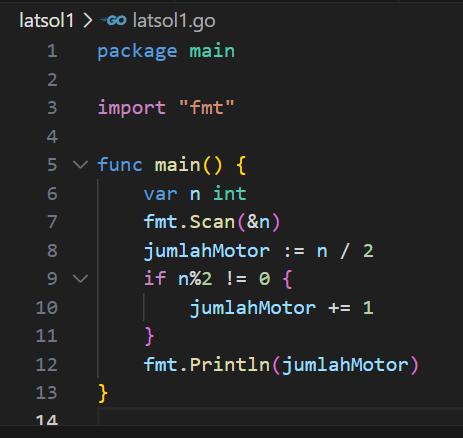 latsol1 > GO latsol1.go
1 package main
2
3 import "fmt"
4
5 func main() {
6     var n int
7     fmt.Scan(&n)
8     jumlahMotor := n / 2
9     if n%2 != 0 {
10         jumlahMotor += 1
11     }
12     fmt.Println(jumlahMotor)
13 }
14